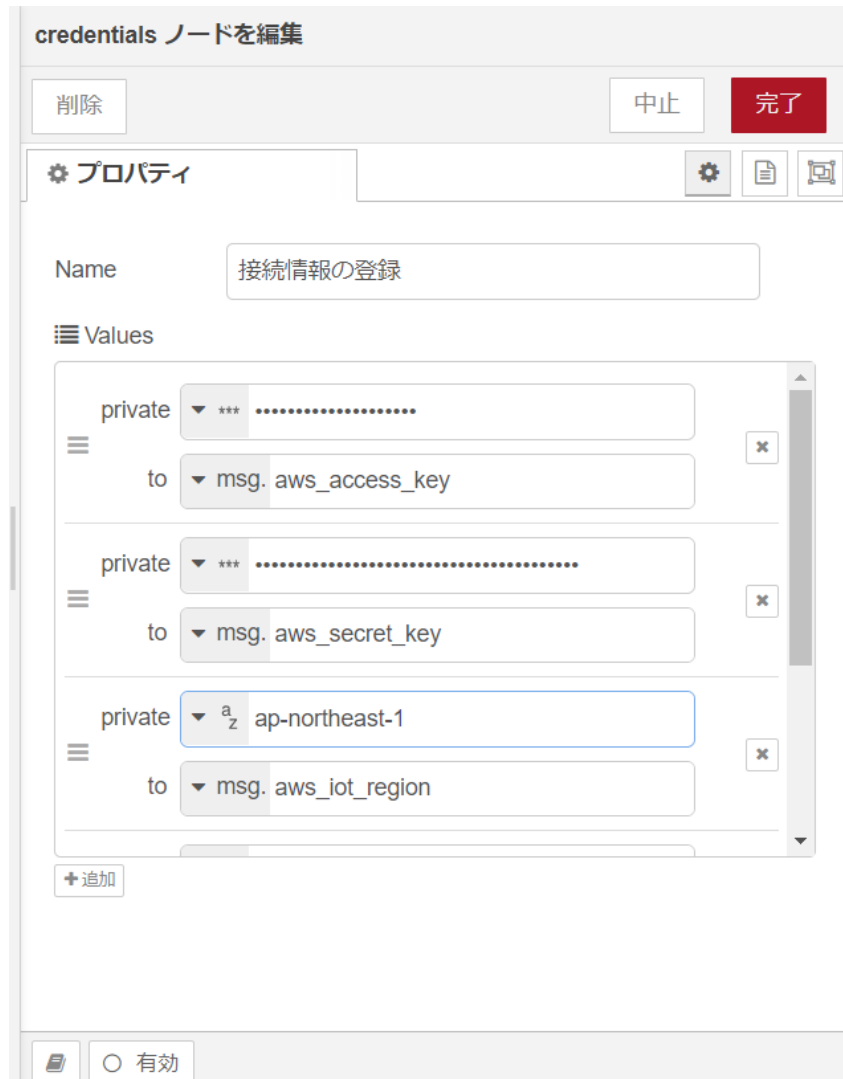 credentials ノードを編集
削除 中止 完了
プロパティ
Name 接続情報の登録
Values
private *** ••••••••••••••••••••
to msg. aws_access_key
private *** ••••••••••••••••••••••••••••••••••••••••
to msg. aws_secret_key
private az ap-northeast-1
to msg. aws_iot_region
追加
有効